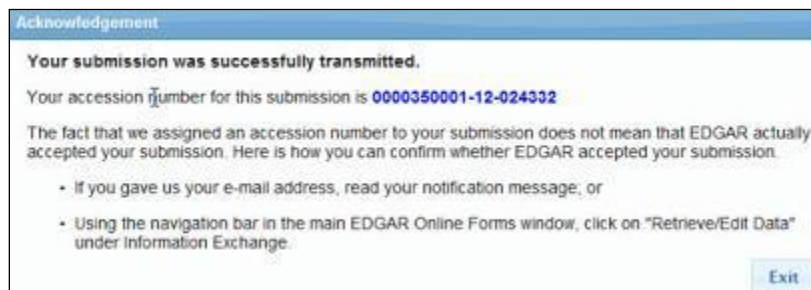 Acknowledgement
Your submission was successfully transmitted.
Your accession number for this submission is 0000350001-12-024332
The fact that we assigned an accession number to your submission does not mean that EDGAR actually
accepted your submission. Here is how you can confirm whether EDGAR accepted your submission.
• If you gave us your e-mail address, read your notification message; or
• Using the navigation bar in the main EDGAR Online Forms window, click on "Retrieve/Edit Data"
under Information Exchange.
Exit